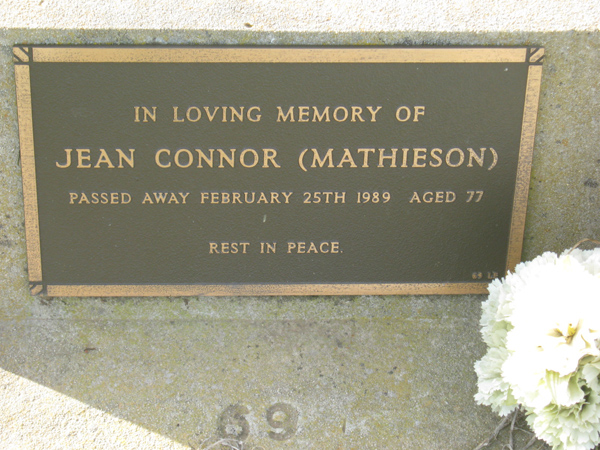 IN LOVING MEMORY OF
JEAN CONNOR (MATHIESON)
PASSED AWAY FEBRUARY 25TH 1989 AGED 77
REST IN PEACE.
69